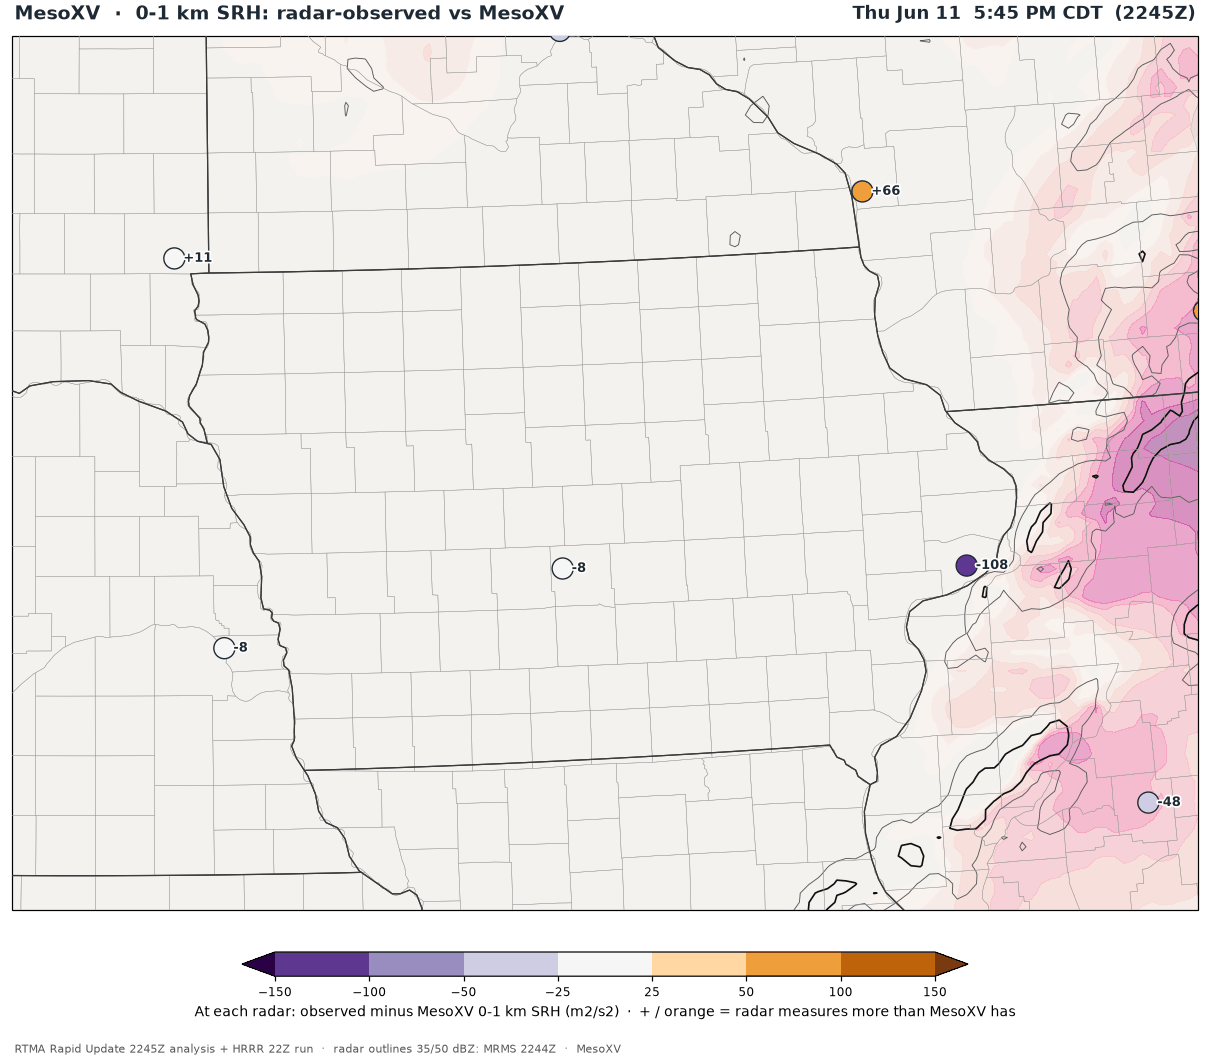 MesoXV · 0-1 km SRH: radar-observed vs MesoXV
Thu Jun 11 5:45 PM CDT (2245Z)
+66
+11
-8
-108
-8
-48
−150 −100 −50 −25 25 50 100 150
At each radar: observed minus MesoXV 0-1 km SRH (m2/s2) · + / orange = radar measures more than MesoXV has
RTMA Rapid Update 2245Z analysis + HRRR 22Z run · radar outlines 35/50 dBZ: MRMS 2244Z · MesoXV